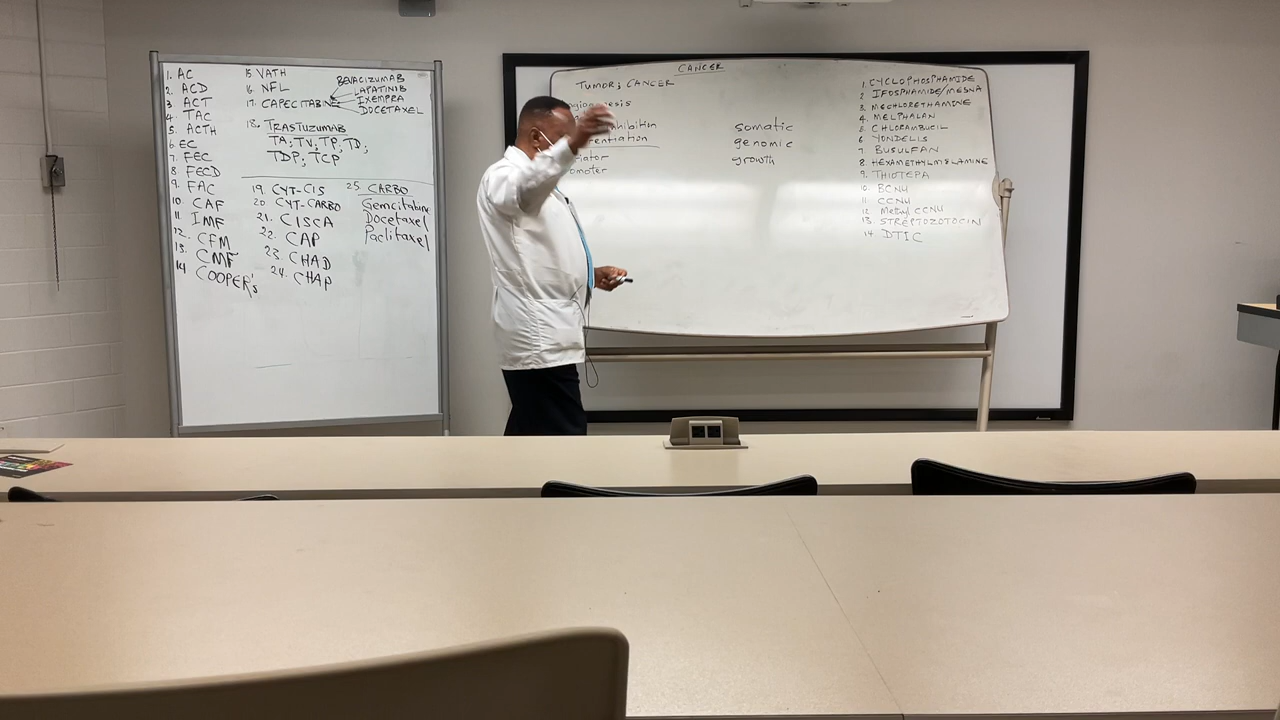 1. AC
2. ACD
3 ACT
4. TAC
5. ACTH
6 EC
7. FEC
8 FECD
9. FAC
10. CAF
11 IMF
12. CFM
13. CMF
14 COOPER'S
15 VATH
16. NFL
17. CAPECITABINE
BEVACIZUMAB
LAPATINIB
IXEMPRA
DOCETAXEL
18. TRASTUZUMAB
TA; TV; TP; TD;
TDP; TCP
19. CYT-CIS
20 CYT-CARBO
21. CISCA
22. CAP
23. CHAD
24. CHAP
25 CARBO
Gemcitabine
Docetaxel
Paclitaxel
CANCER
TUMOR; CANCER
somatic
genomic
growth
1. CYCLOPHOSPHAMIDE
2 IFOSPHAMIDE/MESNA
3 MECHLORETHAMINE
4. MELPHALAN
5 CHLORAMBUCIL
6 YONDELIS
7 BUSULFAN
8. HEXAMETHYLMELAMINE
9. THIOTEPA
10. BCNU
11 CCNU
12 Methyl CCNU
13 STREPTOZOTOCIN
14. DTIC